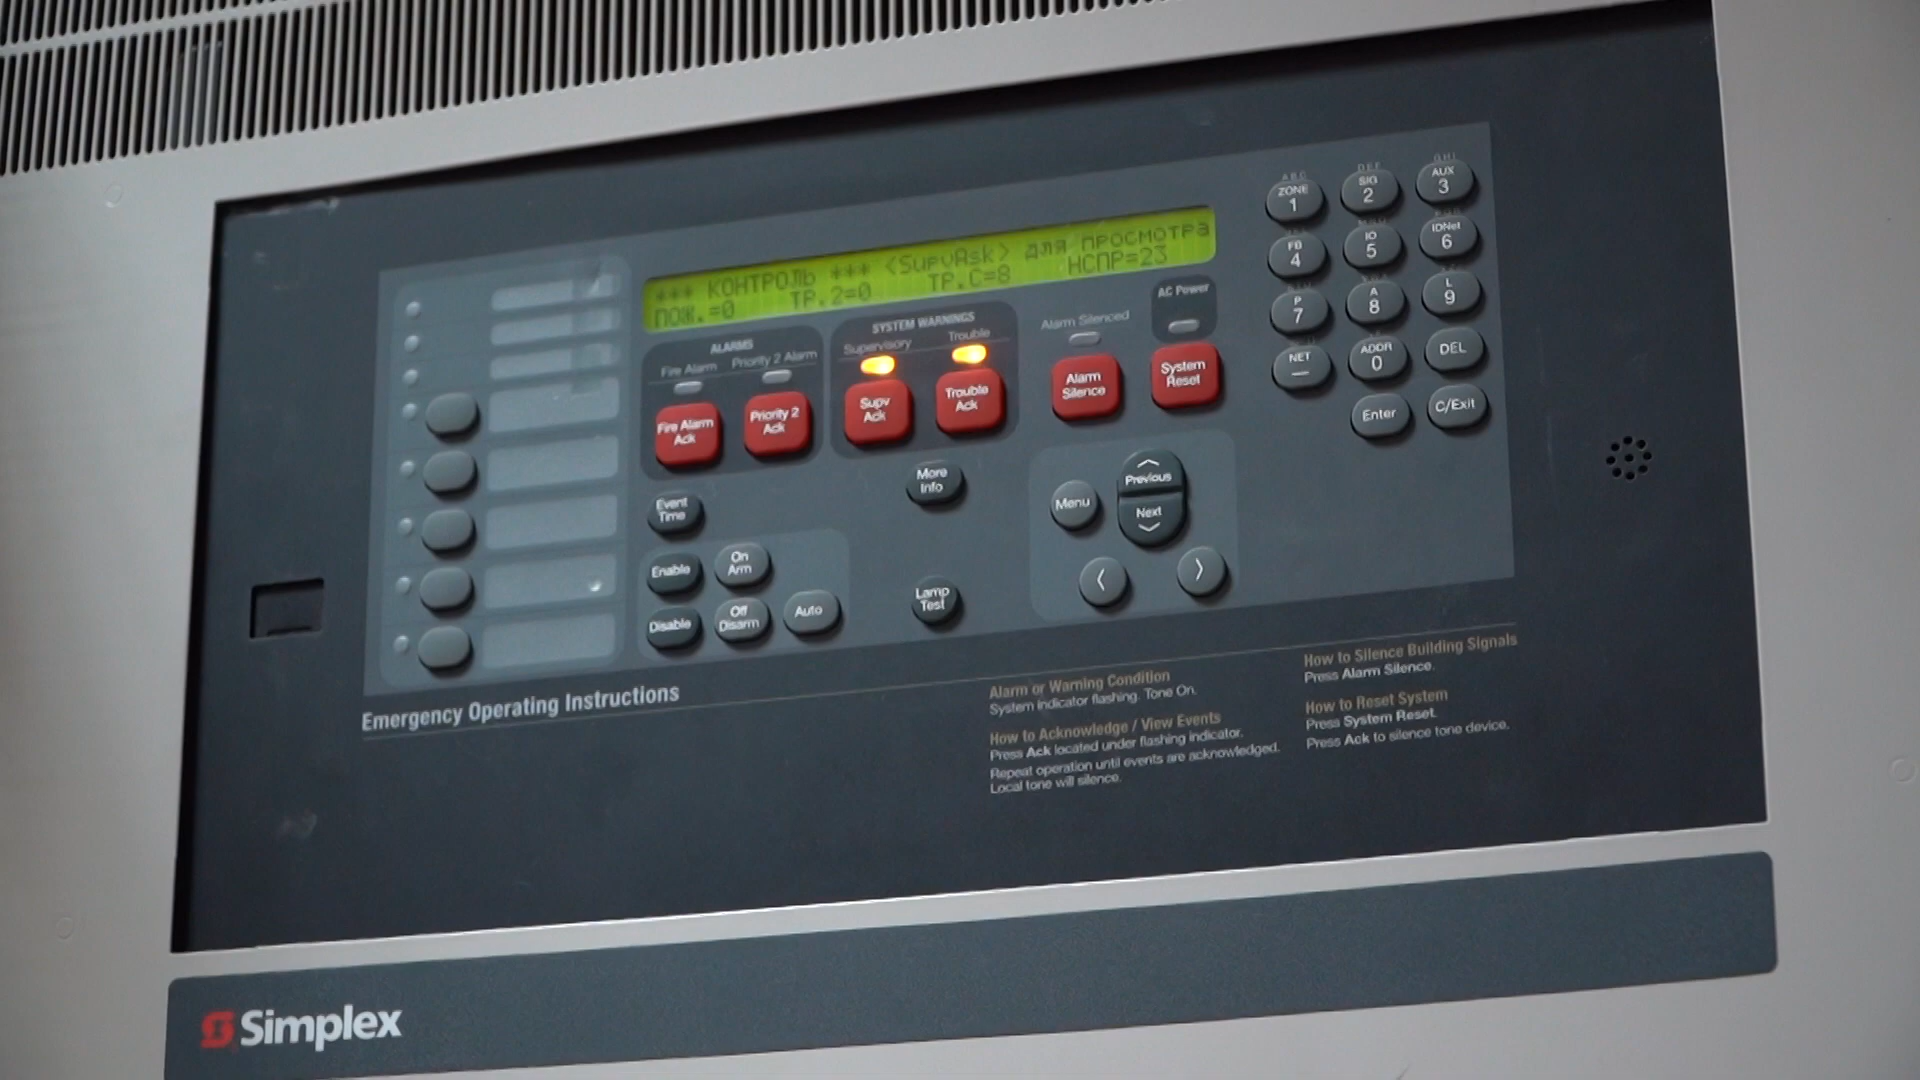 *** КОНТРОЛЬ *** <SupvAsk> для просмотра
ПОЖ.=0 ТР.2=0 ТР.С=8 НСПР=23
ALARMS
Fire Alarm Priority 2 Alarm
Fire Alarm Ack
Priority 2 Ack
SYSTEM WARNINGS
Supervisory Trouble
Supv Ack
Trouble Ack
Alarm Silenced
Alarm Silence
AC Power
System Reset
Event Time
More Info
Enable
On Arm
Disable
Off Disarm
Auto
Lamp Test
Menu
Previous
Next
ABC DEF GHI
ZONE 1
SIG 2
AUX 3
FB 4
IO 5
IDNet 6
P 7
A 8
L 9
NET
ADDR 0
DEL
Enter
C/Exit
Emergency Operating Instructions
Alarm or Warning Condition
System indicator flashing. Tone On.
How to Acknowledge / View Events
Press Ack located under flashing indicator.
Repeat operation until events are acknowledged.
Local tone will silence.
How to Silence Building Signals
Press Alarm Silence.
How to Reset System
Press System Reset.
Press Ack to silence tone device.
Simplex